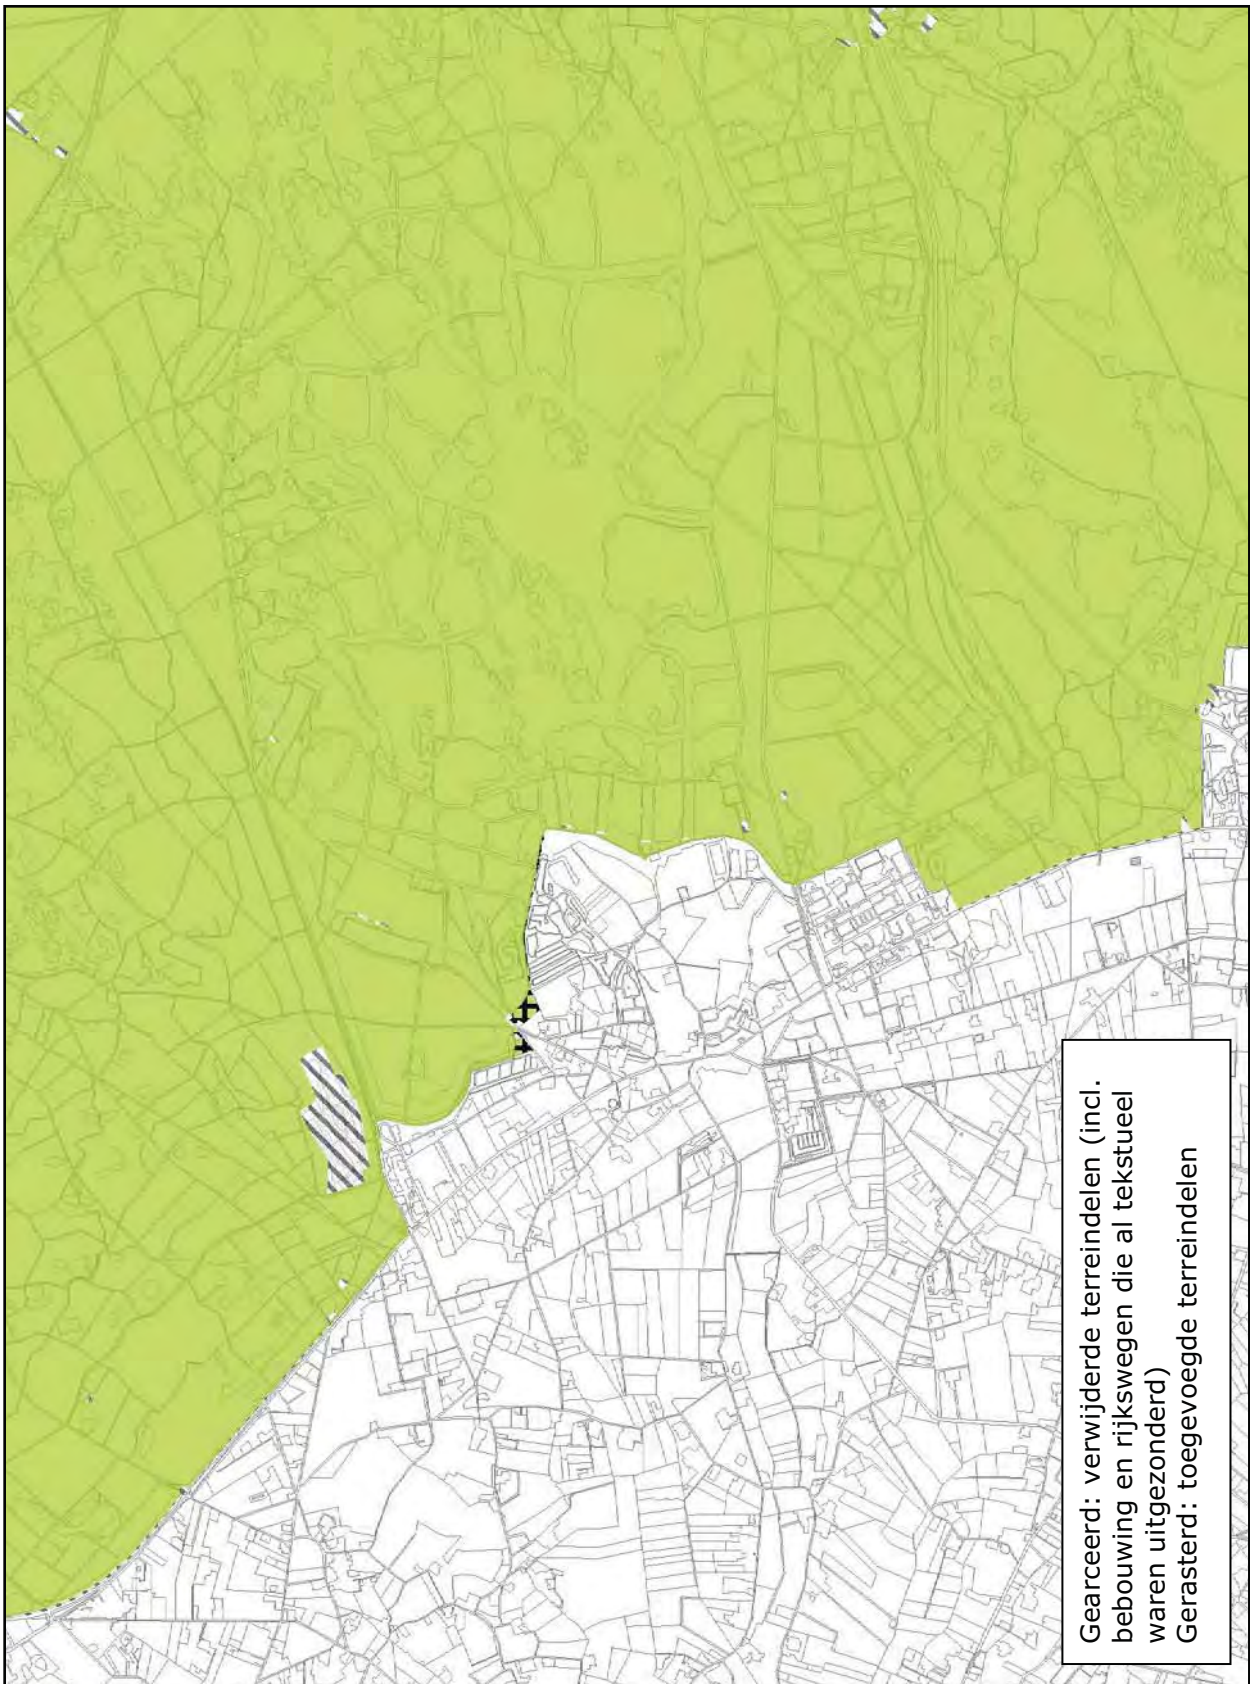 Gearceerd: verwijderde terreindelen (incl.
bebouwing en rijkswegen die al tekstueel
waren uitgezonderd)
Gerasterd: toegevoegde terreindelen